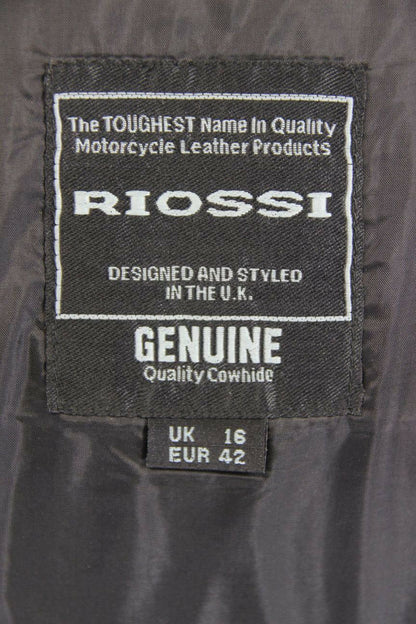 The TOUGHEST Name In Quality
Motorcycle Leather Products
RIOSSI
DESIGNED AND STYLED
IN THE U.K.
GENUINE
Quality Cowhide
UK 16
EUR 42